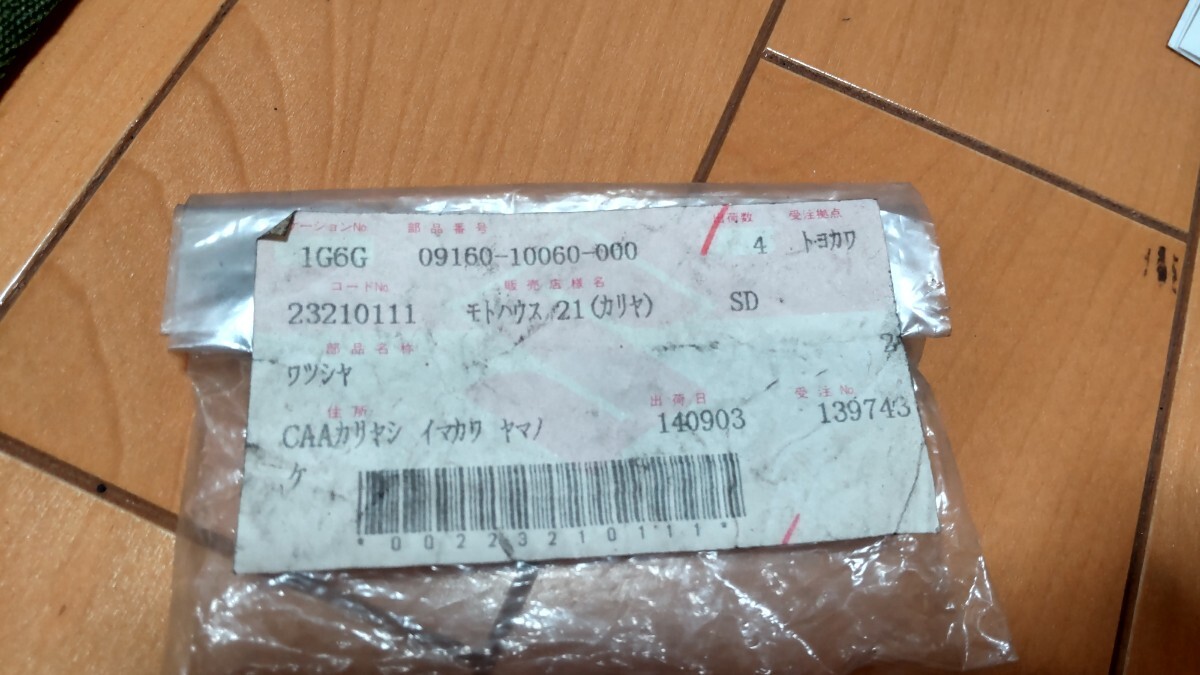 ーションNo 部品番号 出荷数 受注拠点
1G6G 09160-10060-000 4 トヨカワ
コードNo 販売店様名
23210111 モトハウス 21(カリヤ) SD
部品名称
ワツシヤ
住所 出荷日 受注No.
CAAカリヤシ イマカワ ヤマノ 140903 139743
ケ
*00223210111*